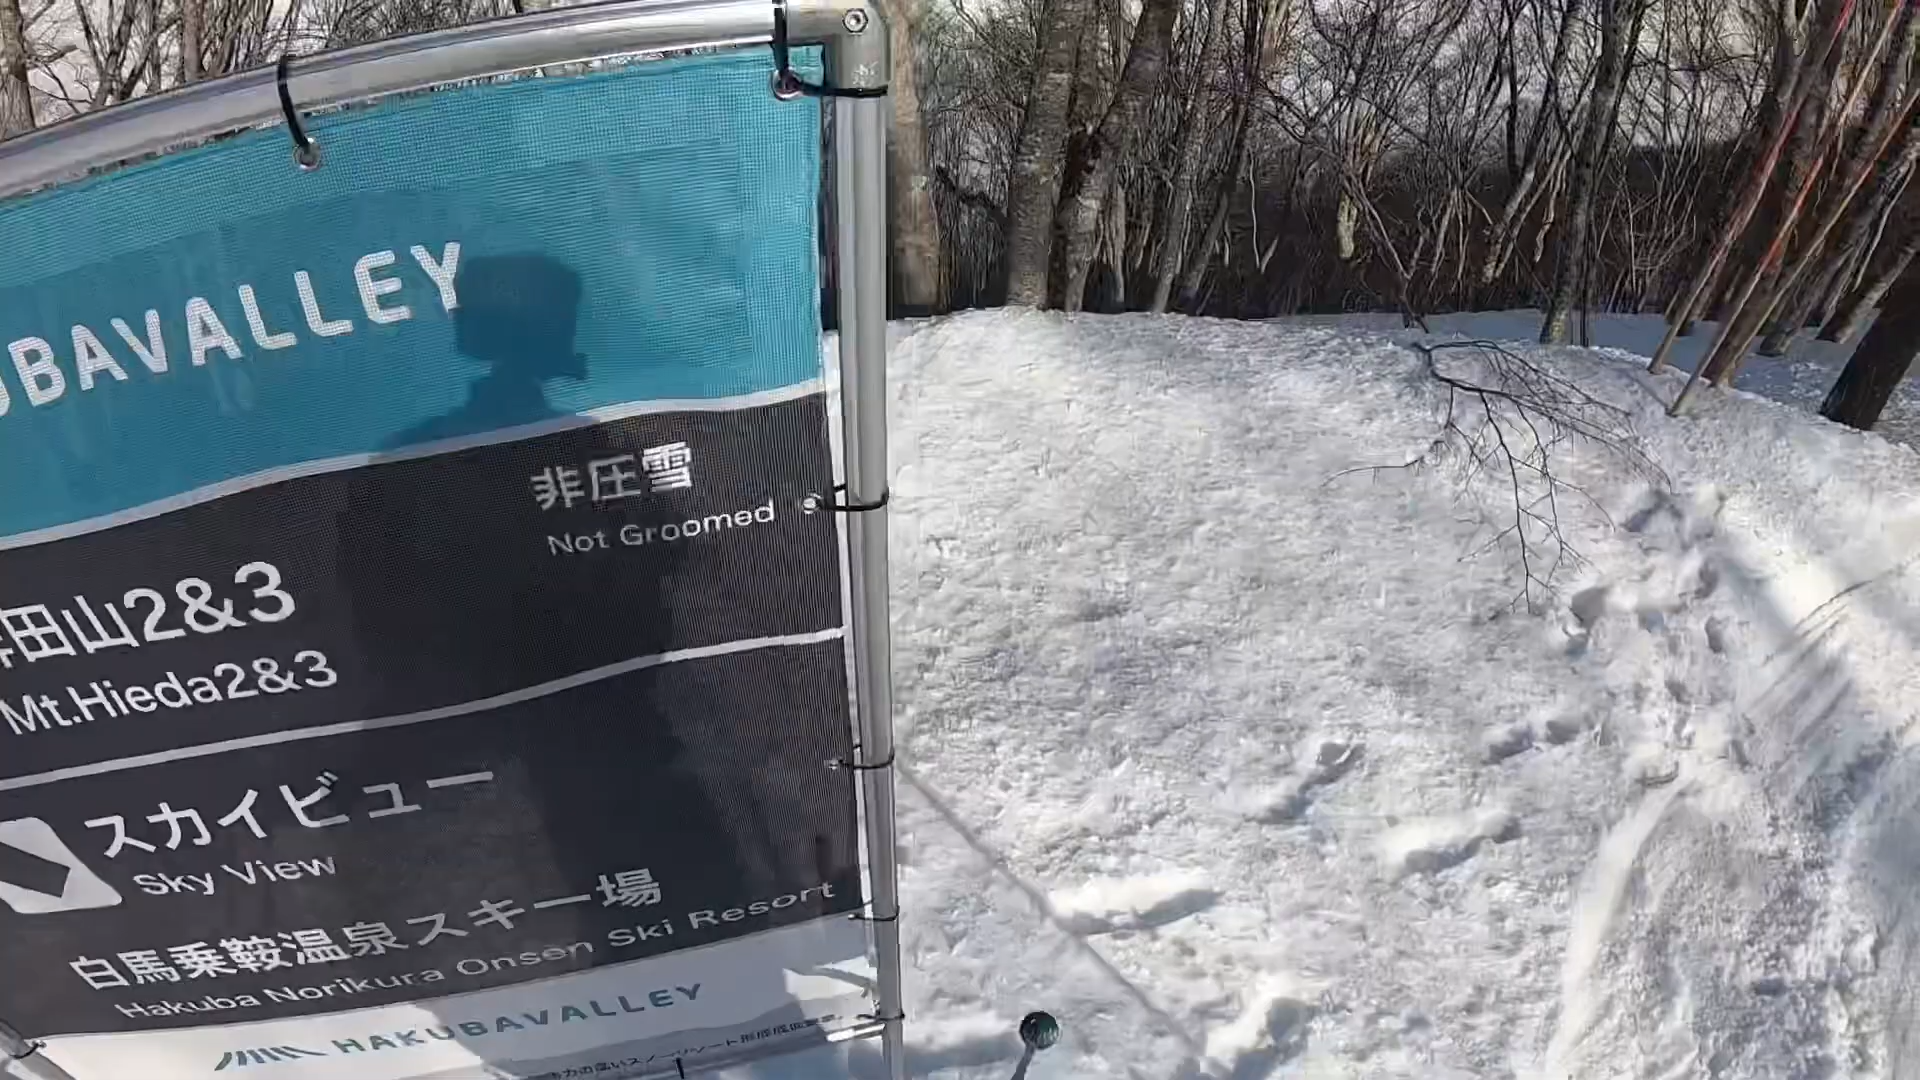 UBAVALLEY
非圧雪
Not Groomed
田山2&3
Mt.Hieda2&3
スカイビュー
Sky View
白馬乗鞍温泉スキー場
Hakuba Norikura Onsen Ski Resort
HAKUBAVALLEY